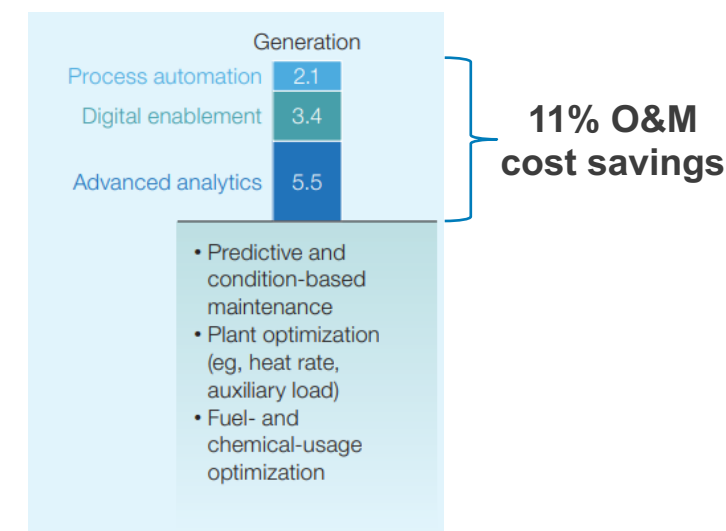 Generation
Process automation 2.1
Digital enablement 3.4
Advanced analytics 5.5
11% O&M
cost savings
• Predictive and
condition-based
maintenance
• Plant optimization
(eg, heat rate,
auxiliary load)
• Fuel- and
chemical-usage
optimization